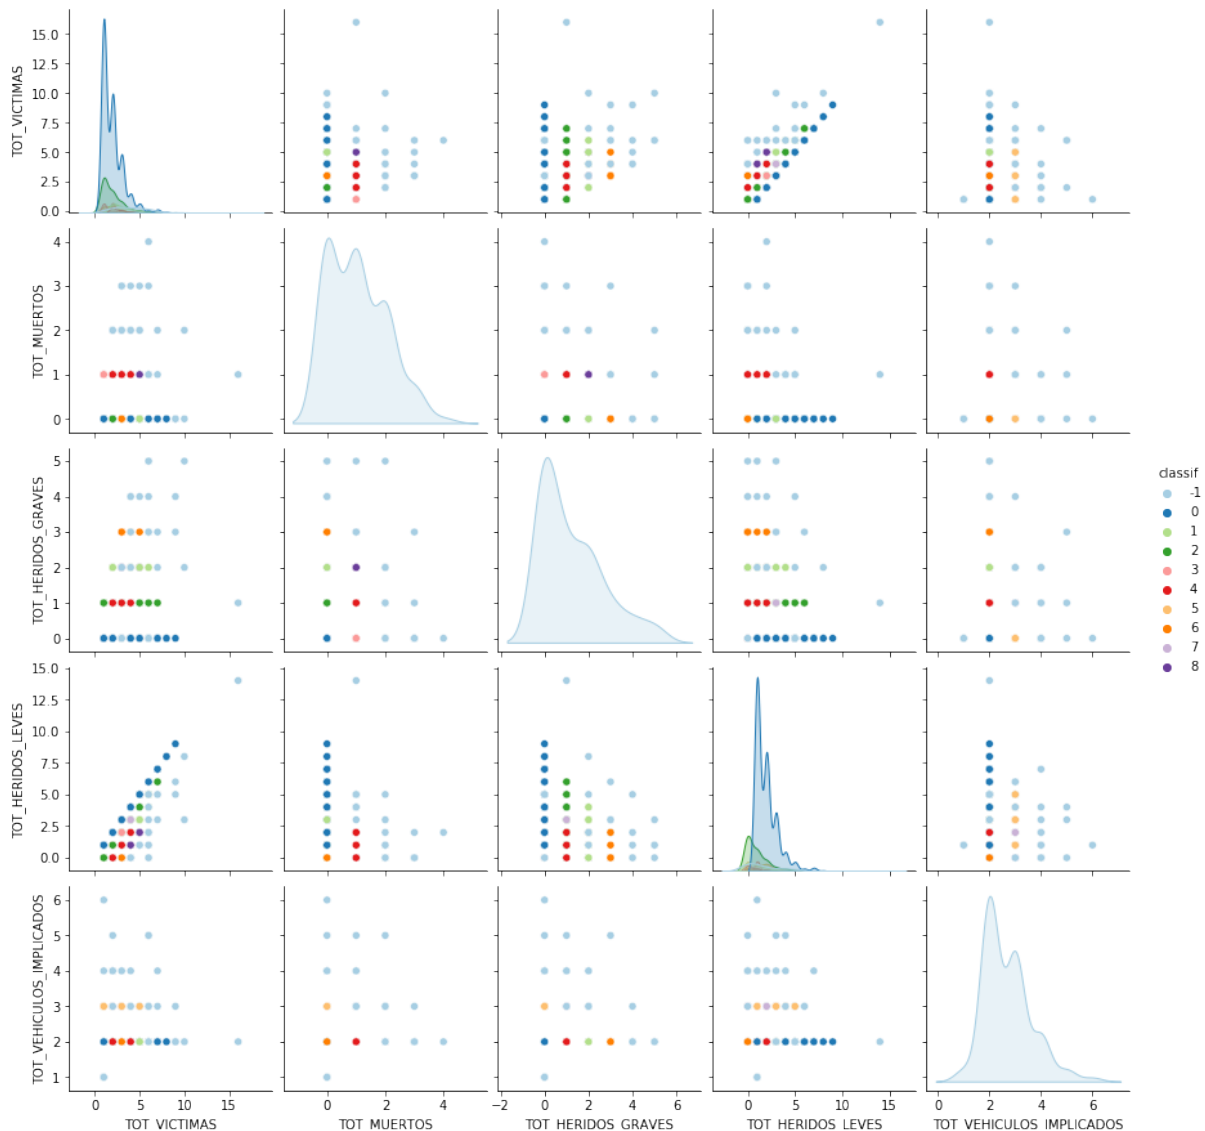 TOT_VICTIMAS
15.0
12.5
10.0
7.5
5.0
2.5
0.0
TOT_MUERTOS
4
3
2
1
0
TOT_HERIDOS_GRAVES
5
4
3
2
1
0
classif
-1
0
1
2
3
4
5
6
7
8
TOT_HERIDOS_LEVES
15.0
12.5
10.0
7.5
5.0
2.5
0.0
TOT_VEHICULOS_IMPLICADOS
6
5
4
3
2
1
0 5 10 15
0 2 4
−2 0 2 4 6
0 5 10 15
0 2 4 6
TOT_VICTIMAS
TOT_MUERTOS
TOT_HERIDOS_GRAVES
TOT_HERIDOS_LEVES
TOT_VEHICULOS_IMPLICADOS